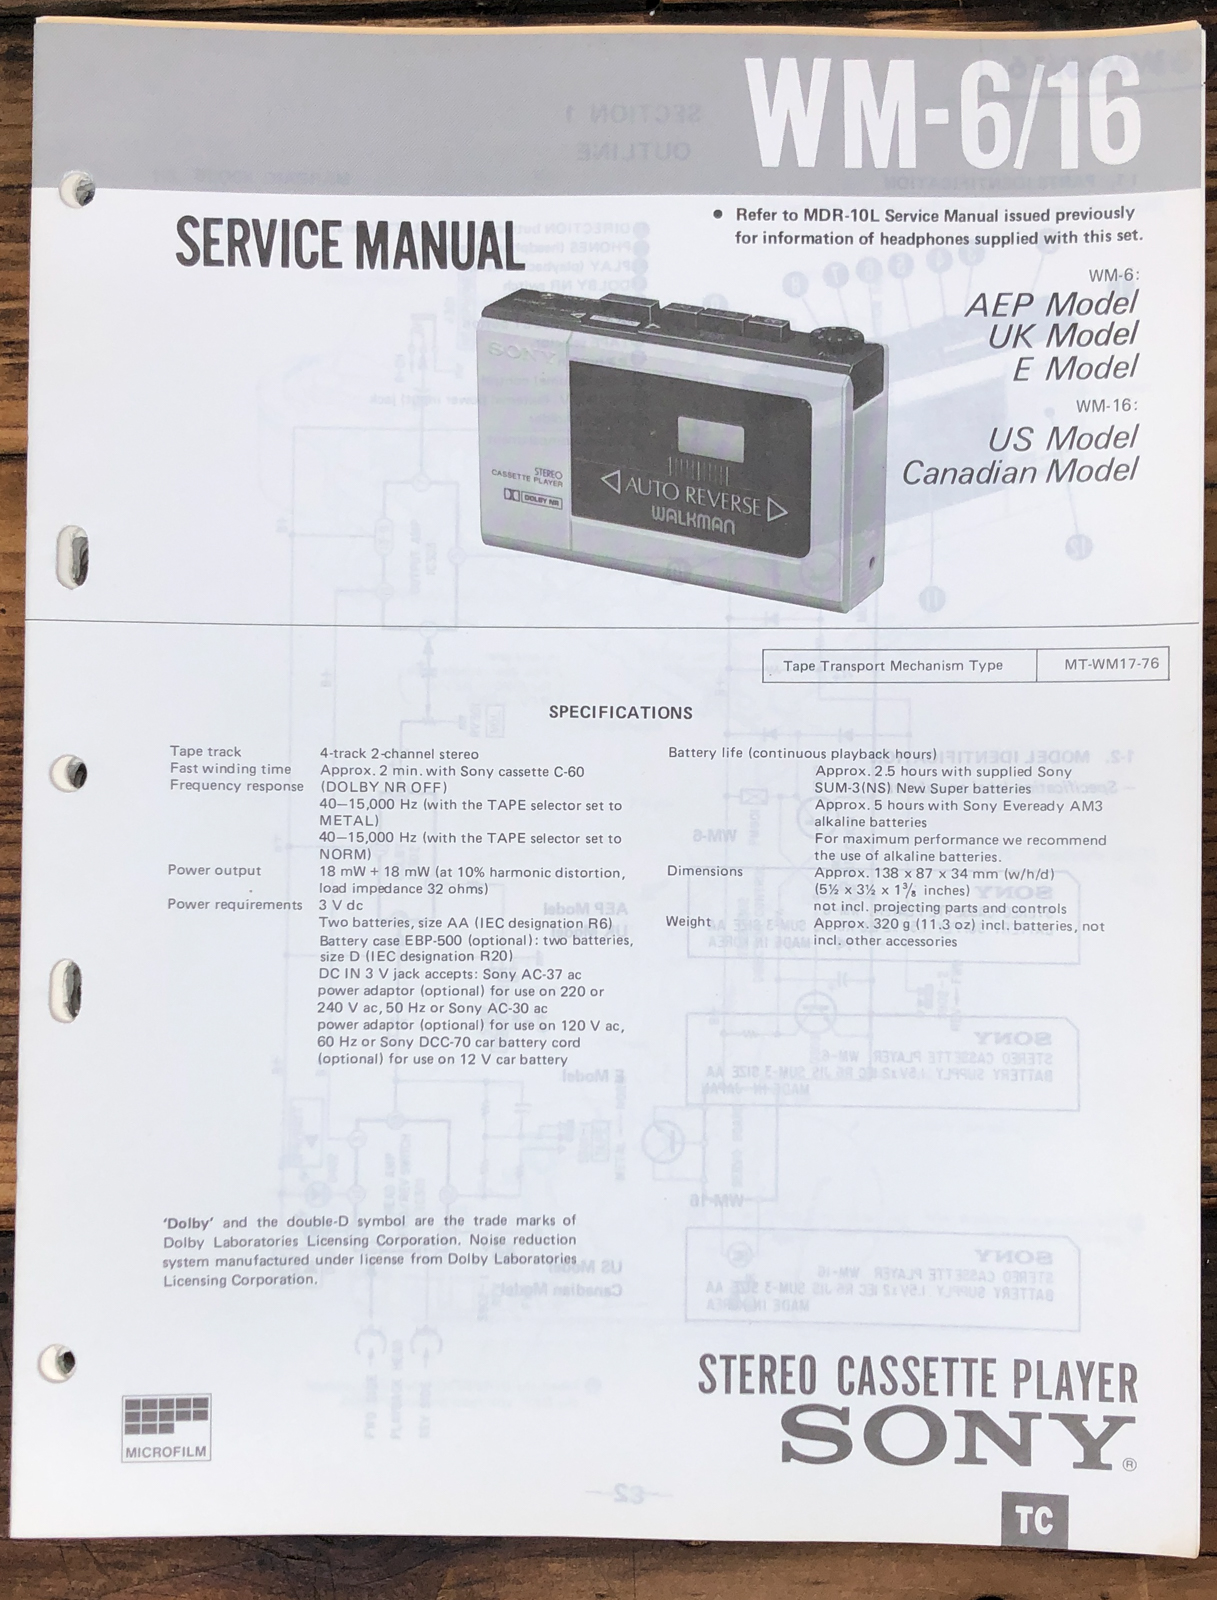 WM-6/16
SERVICE MANUAL
● Refer to MDR-10L Service Manual issued previously
for information of headphones supplied with this set.
WM-6:
AEP Model
UK Model
E Model
WM-16:
US Model
Canadian Model
SONY
STEREO
CASSETTE PLAYER
DOLBY NR
AUTO REVERSE
WALKMAN
Tape Transport Mechanism Type MT-WM17-76
SPECIFICATIONS
Tape track 4-track 2-channel stereo
Fast winding time Approx. 2 min. with Sony cassette C-60
Frequency response (DOLBY NR OFF)
40—15,000 Hz (with the TAPE selector set to
METAL)
40—15,000 Hz (with the TAPE selector set to
NORM)
Power output 18 mW + 18 mW (at 10% harmonic distortion,
load impedance 32 ohms)
Power requirements 3 V dc
Two batteries, size AA (IEC designation R6)
Battery case EBP-500 (optional): two batteries,
size D (IEC designation R20)
DC IN 3 V jack accepts: Sony AC-37 ac
power adaptor (optional) for use on 220 or
240 V ac, 50 Hz or Sony AC-30 ac
power adaptor (optional) for use on 120 V ac,
60 Hz or Sony DCC-70 car battery cord
(optional) for use on 12 V car battery
Battery life (continuous playback hours)
Approx. 2.5 hours with supplied Sony
SUM-3(NS) New Super batteries
Approx. 5 hours with Sony Eveready AM3
alkaline batteries
For maximum performance we recommend
the use of alkaline batteries.
Dimensions Approx. 138 x 87 x 34 mm (w/h/d)
(5½ x 3½ x 1⅜ inches)
not incl. projecting parts and controls
Weight Approx. 320 g (11.3 oz) incl. batteries, not
incl. other accessories
'Dolby' and the double-D symbol are the trade marks of
Dolby Laboratories Licensing Corporation. Noise reduction
system manufactured under license from Dolby Laboratories
Licensing Corporation.
MICROFILM
STEREO CASSETTE PLAYER
SONY®
TC